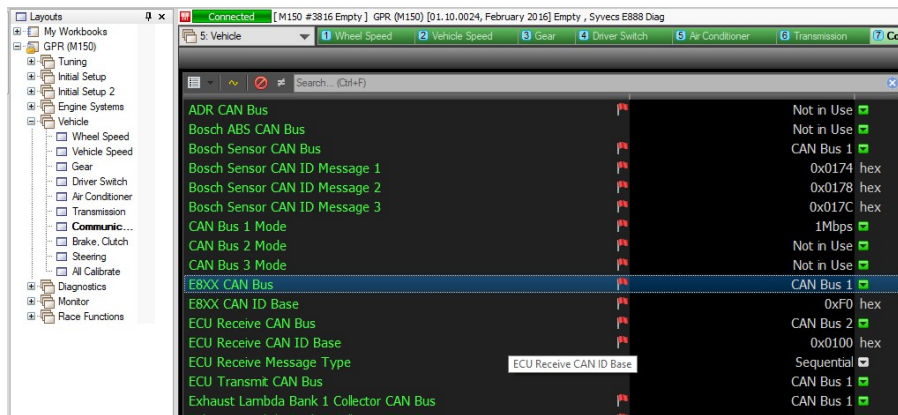 Layouts
My Workbooks
GPR (M150)
Tuning
Initial Setup
Initial Setup 2
Engine Systems
Vehicle
Wheel Speed
Vehicle Speed
Gear
Driver Switch
Air Conditioner
Transmission
Communic...
Brake, Clutch
Steering
All Calibrate
Diagnostics
Monitor
Race Functions
Connected [ M150 #3816 Empty ] GPR (M150) [01.10.0024, February 2016] Empty , Syvecs E888 Diag
5: Vehicle 1 Wheel Speed 2 Vehicle Speed 3 Gear 4 Driver Switch 5 Air Conditioner 6 Transmission 7 Co
Search... (Ctrl+F)
ADR CAN Bus Not in Use
Bosch ABS CAN Bus Not in Use
Bosch Sensor CAN Bus CAN Bus 1
Bosch Sensor CAN ID Message 1 0x0174 hex
Bosch Sensor CAN ID Message 2 0x0178 hex
Bosch Sensor CAN ID Message 3 0x017C hex
CAN Bus 1 Mode 1Mbps
CAN Bus 2 Mode Not in Use
CAN Bus 3 Mode Not in Use
E8XX CAN Bus CAN Bus 1
E8XX CAN ID Base 0xF0 hex
ECU Receive CAN Bus CAN Bus 2
ECU Receive CAN ID Base 0x0100 hex
ECU Receive Message Type Sequential
ECU Receive CAN ID Base
ECU Transmit CAN Bus CAN Bus 1
Exhaust Lambda Bank 1 Collector CAN Bus CAN Bus 1